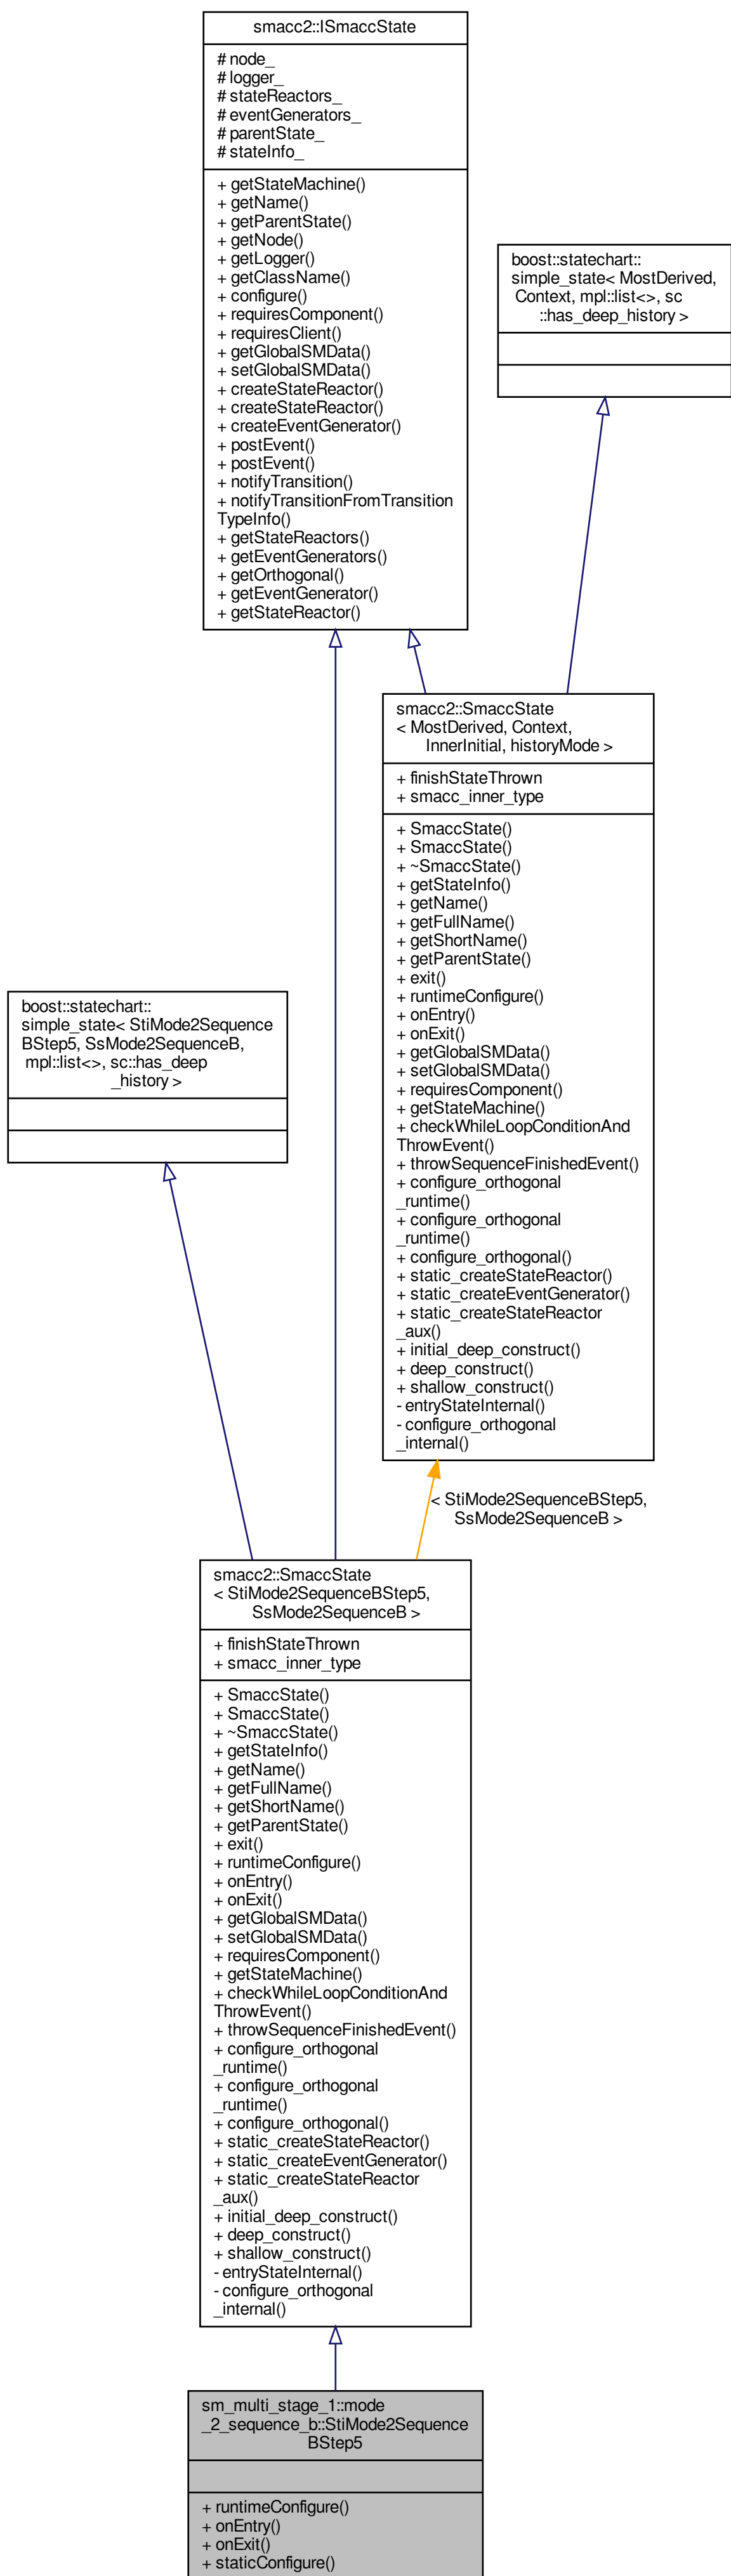 smacc2::ISmaccState
# node_
# logger_
# stateReactors_
# eventGenerators_
# parentState_
# stateInfo_
+ getStateMachine()
+ getName()
+ getParentState()
+ getNode()
+ getLogger()
+ getClassName()
+ configure()
+ requiresComponent()
+ requiresClient()
+ getGlobalSMData()
+ setGlobalSMData()
+ createStateReactor()
+ createStateReactor()
+ createEventGenerator()
+ postEvent()
+ postEvent()
+ notifyTransition()
+ notifyTransitionFromTransition
TypeInfo()
+ getStateReactors()
+ getEventGenerators()
+ getOrthogonal()
+ getEventGenerator()
+ getStateReactor()
boost::statechart::
simple_state< MostDerived,
Context, mpl::list<>, sc
::has_deep_history >
smacc2::SmaccState
< MostDerived, Context,
InnerInitial, historyMode >
+ finishStateThrown
+ smacc_inner_type
+ SmaccState()
+ SmaccState()
+ ~SmaccState()
+ getStateInfo()
+ getName()
+ getFullName()
+ getShortName()
+ getParentState()
+ exit()
+ runtimeConfigure()
+ onEntry()
+ onExit()
+ getGlobalSMData()
+ setGlobalSMData()
+ requiresComponent()
+ getStateMachine()
+ checkWhileLoopConditionAnd
ThrowEvent()
+ throwSequenceFinishedEvent()
+ configure_orthogonal
_runtime()
+ configure_orthogonal
_runtime()
+ configure_orthogonal()
+ static_createStateReactor()
+ static_createEventGenerator()
+ static_createStateReactor
_aux()
+ initial_deep_construct()
+ deep_construct()
+ shallow_construct()
- entryStateInternal()
- configure_orthogonal
_internal()
boost::statechart::
simple_state< StiMode2Sequence
BStep5, SsMode2SequenceB,
mpl::list<>, sc::has_deep
_history >
< StiMode2SequenceBStep5,
SsMode2SequenceB >
smacc2::SmaccState
< StiMode2SequenceBStep5,
SsMode2SequenceB >
+ finishStateThrown
+ smacc_inner_type
+ SmaccState()
+ SmaccState()
+ ~SmaccState()
+ getStateInfo()
+ getName()
+ getFullName()
+ getShortName()
+ getParentState()
+ exit()
+ runtimeConfigure()
+ onEntry()
+ onExit()
+ getGlobalSMData()
+ setGlobalSMData()
+ requiresComponent()
+ getStateMachine()
+ checkWhileLoopConditionAnd
ThrowEvent()
+ throwSequenceFinishedEvent()
+ configure_orthogonal
_runtime()
+ configure_orthogonal
_runtime()
+ configure_orthogonal()
+ static_createStateReactor()
+ static_createEventGenerator()
+ static_createStateReactor
_aux()
+ initial_deep_construct()
+ deep_construct()
+ shallow_construct()
- entryStateInternal()
- configure_orthogonal
_internal()
sm_multi_stage_1::mode
_2_sequence_b::StiMode2Sequence
BStep5
+ runtimeConfigure()
+ onEntry()
+ onExit()
+ staticConfigure()